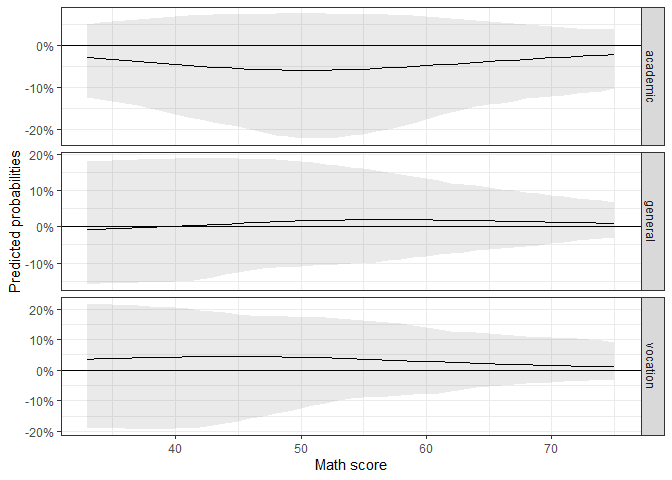 Predicted probabilities
0%
-10%
-20%
academic
20%
10%
0%
-10%
general
20%
10%
0%
-10%
-20%
vocation
40 50 60 70
Math score